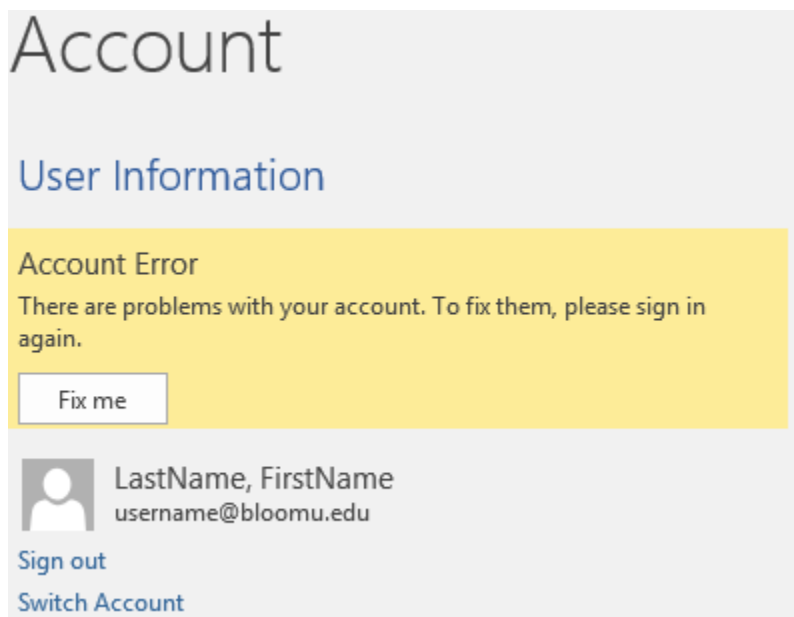 Account
User Information
Account Error
There are problems with your account. To fix them, please sign in
again.
Fix me
LastName, FirstName
username@bloomu.edu
Sign out
Switch Account